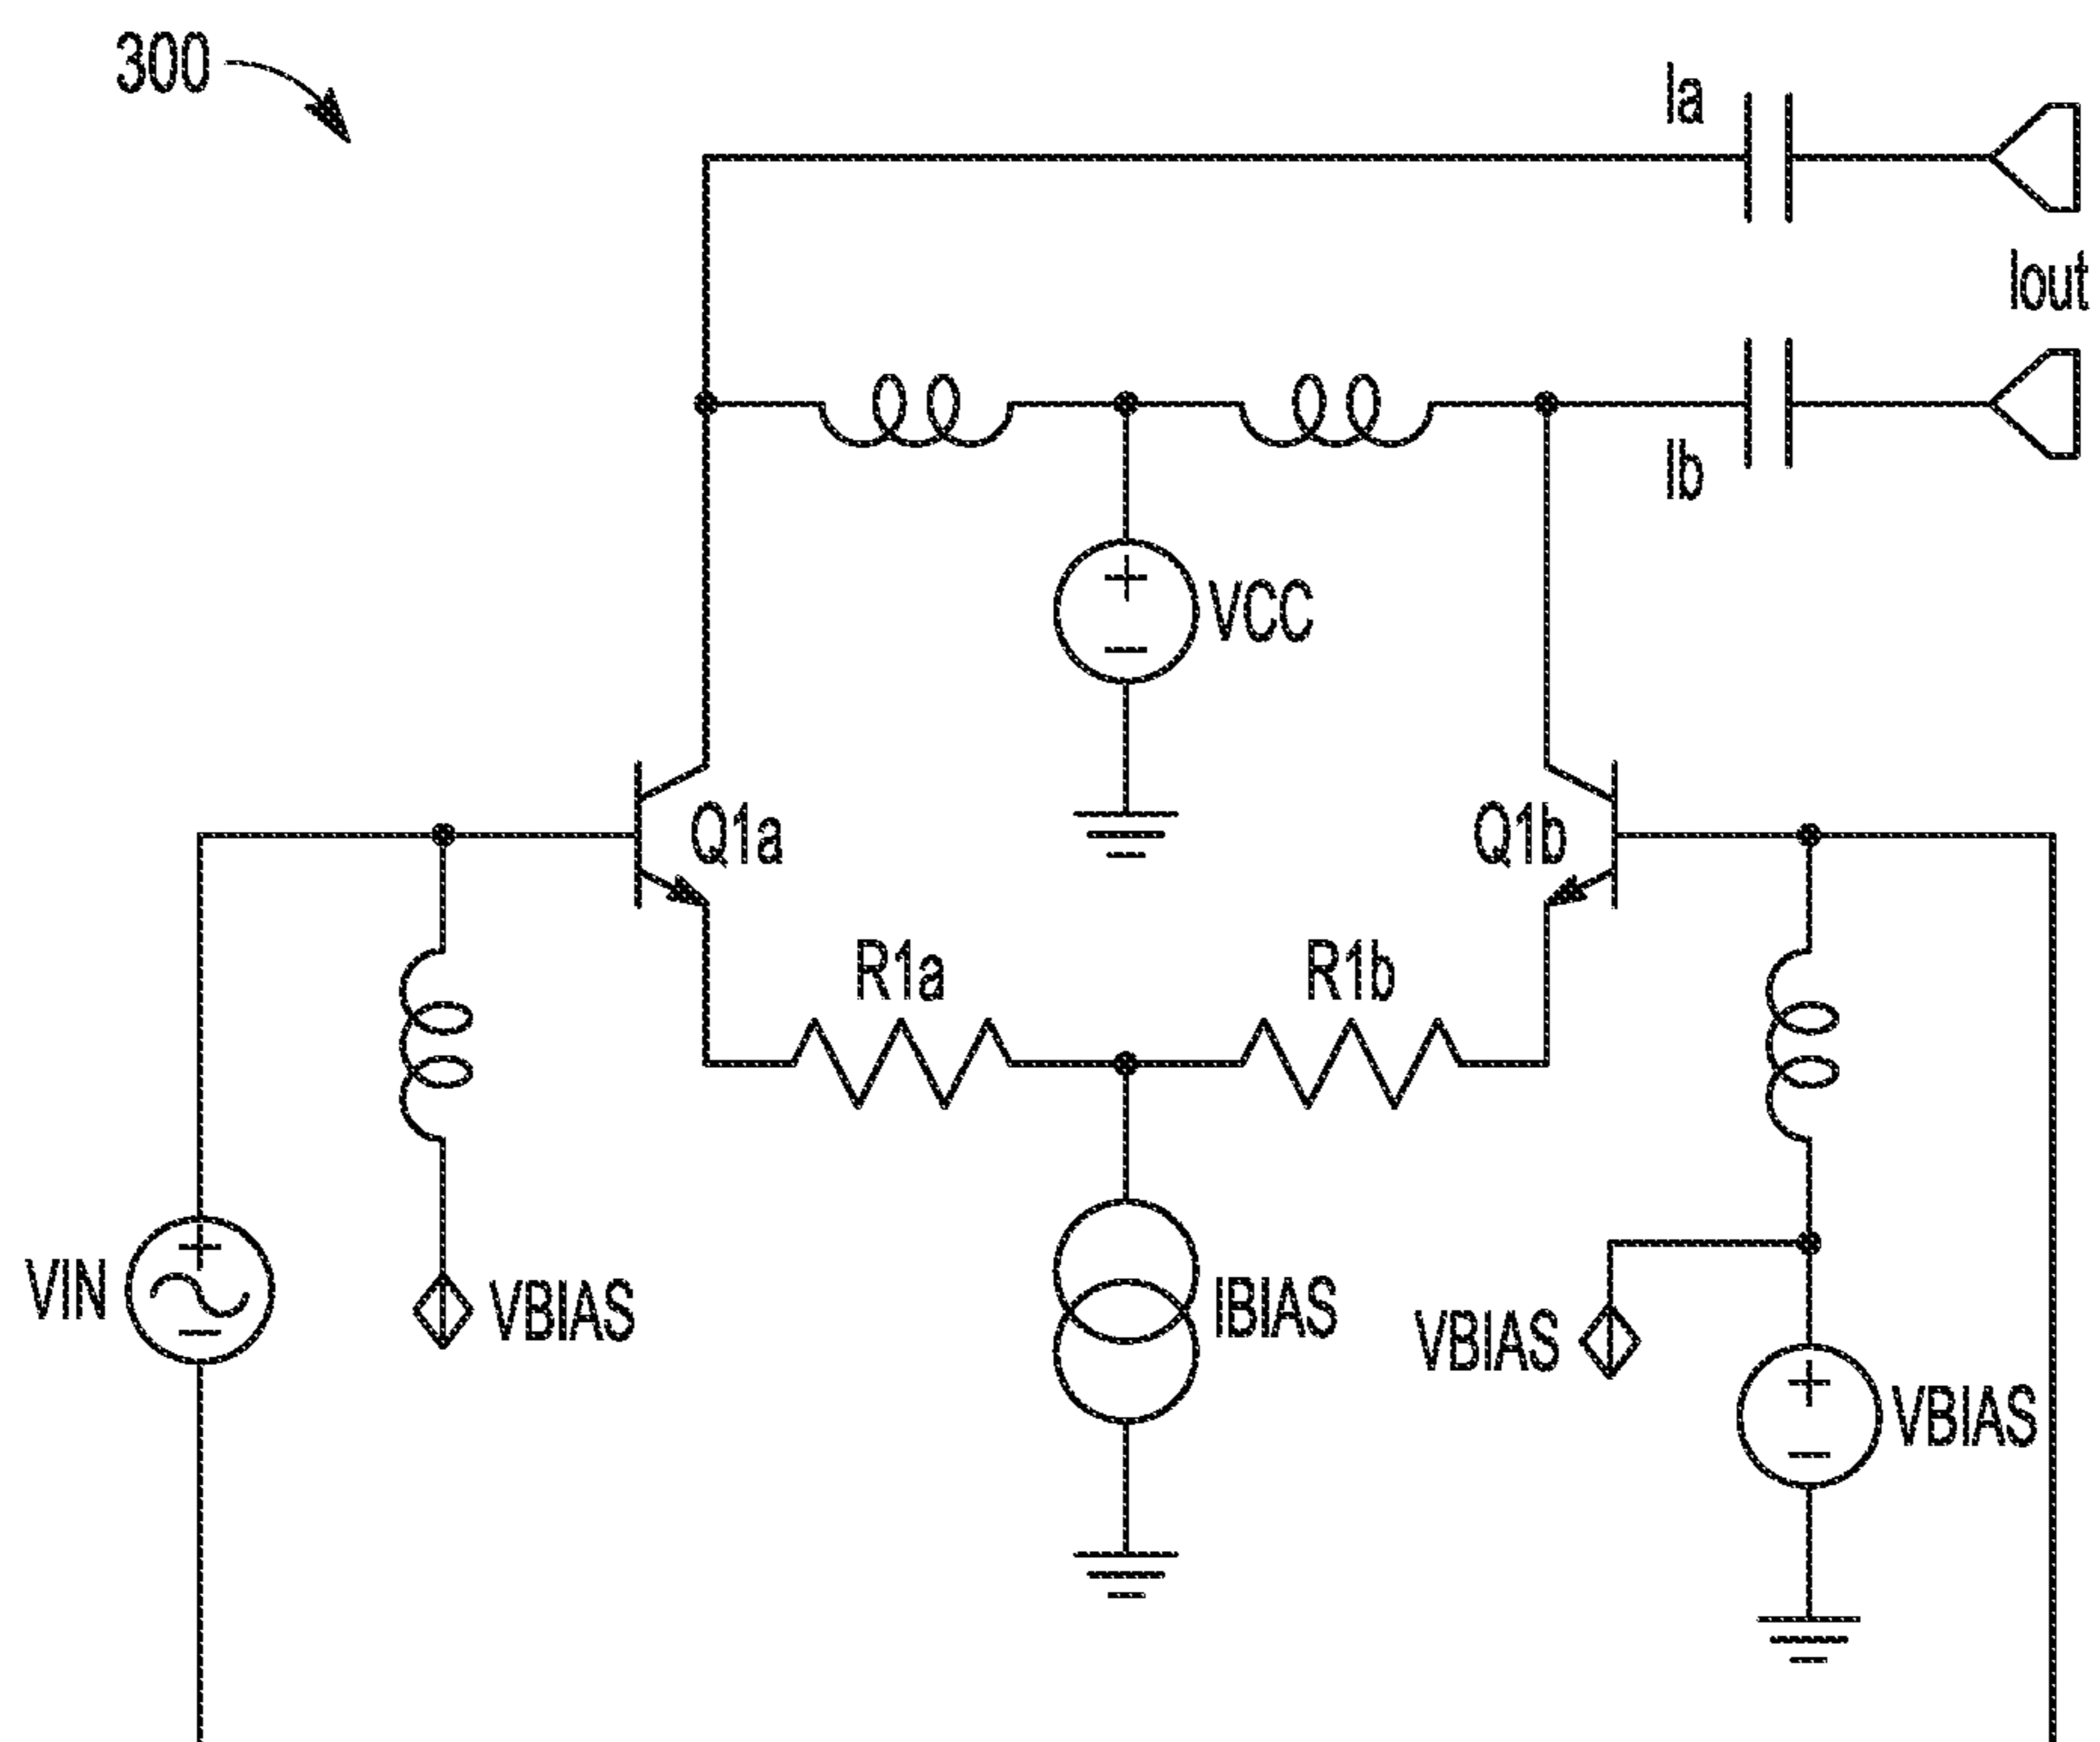 300
Ia
Iout
Ib
VCC
Q1a
Q1b
R1a
R1b
VIN
VBIAS
IBIAS
VBIAS
VBIAS